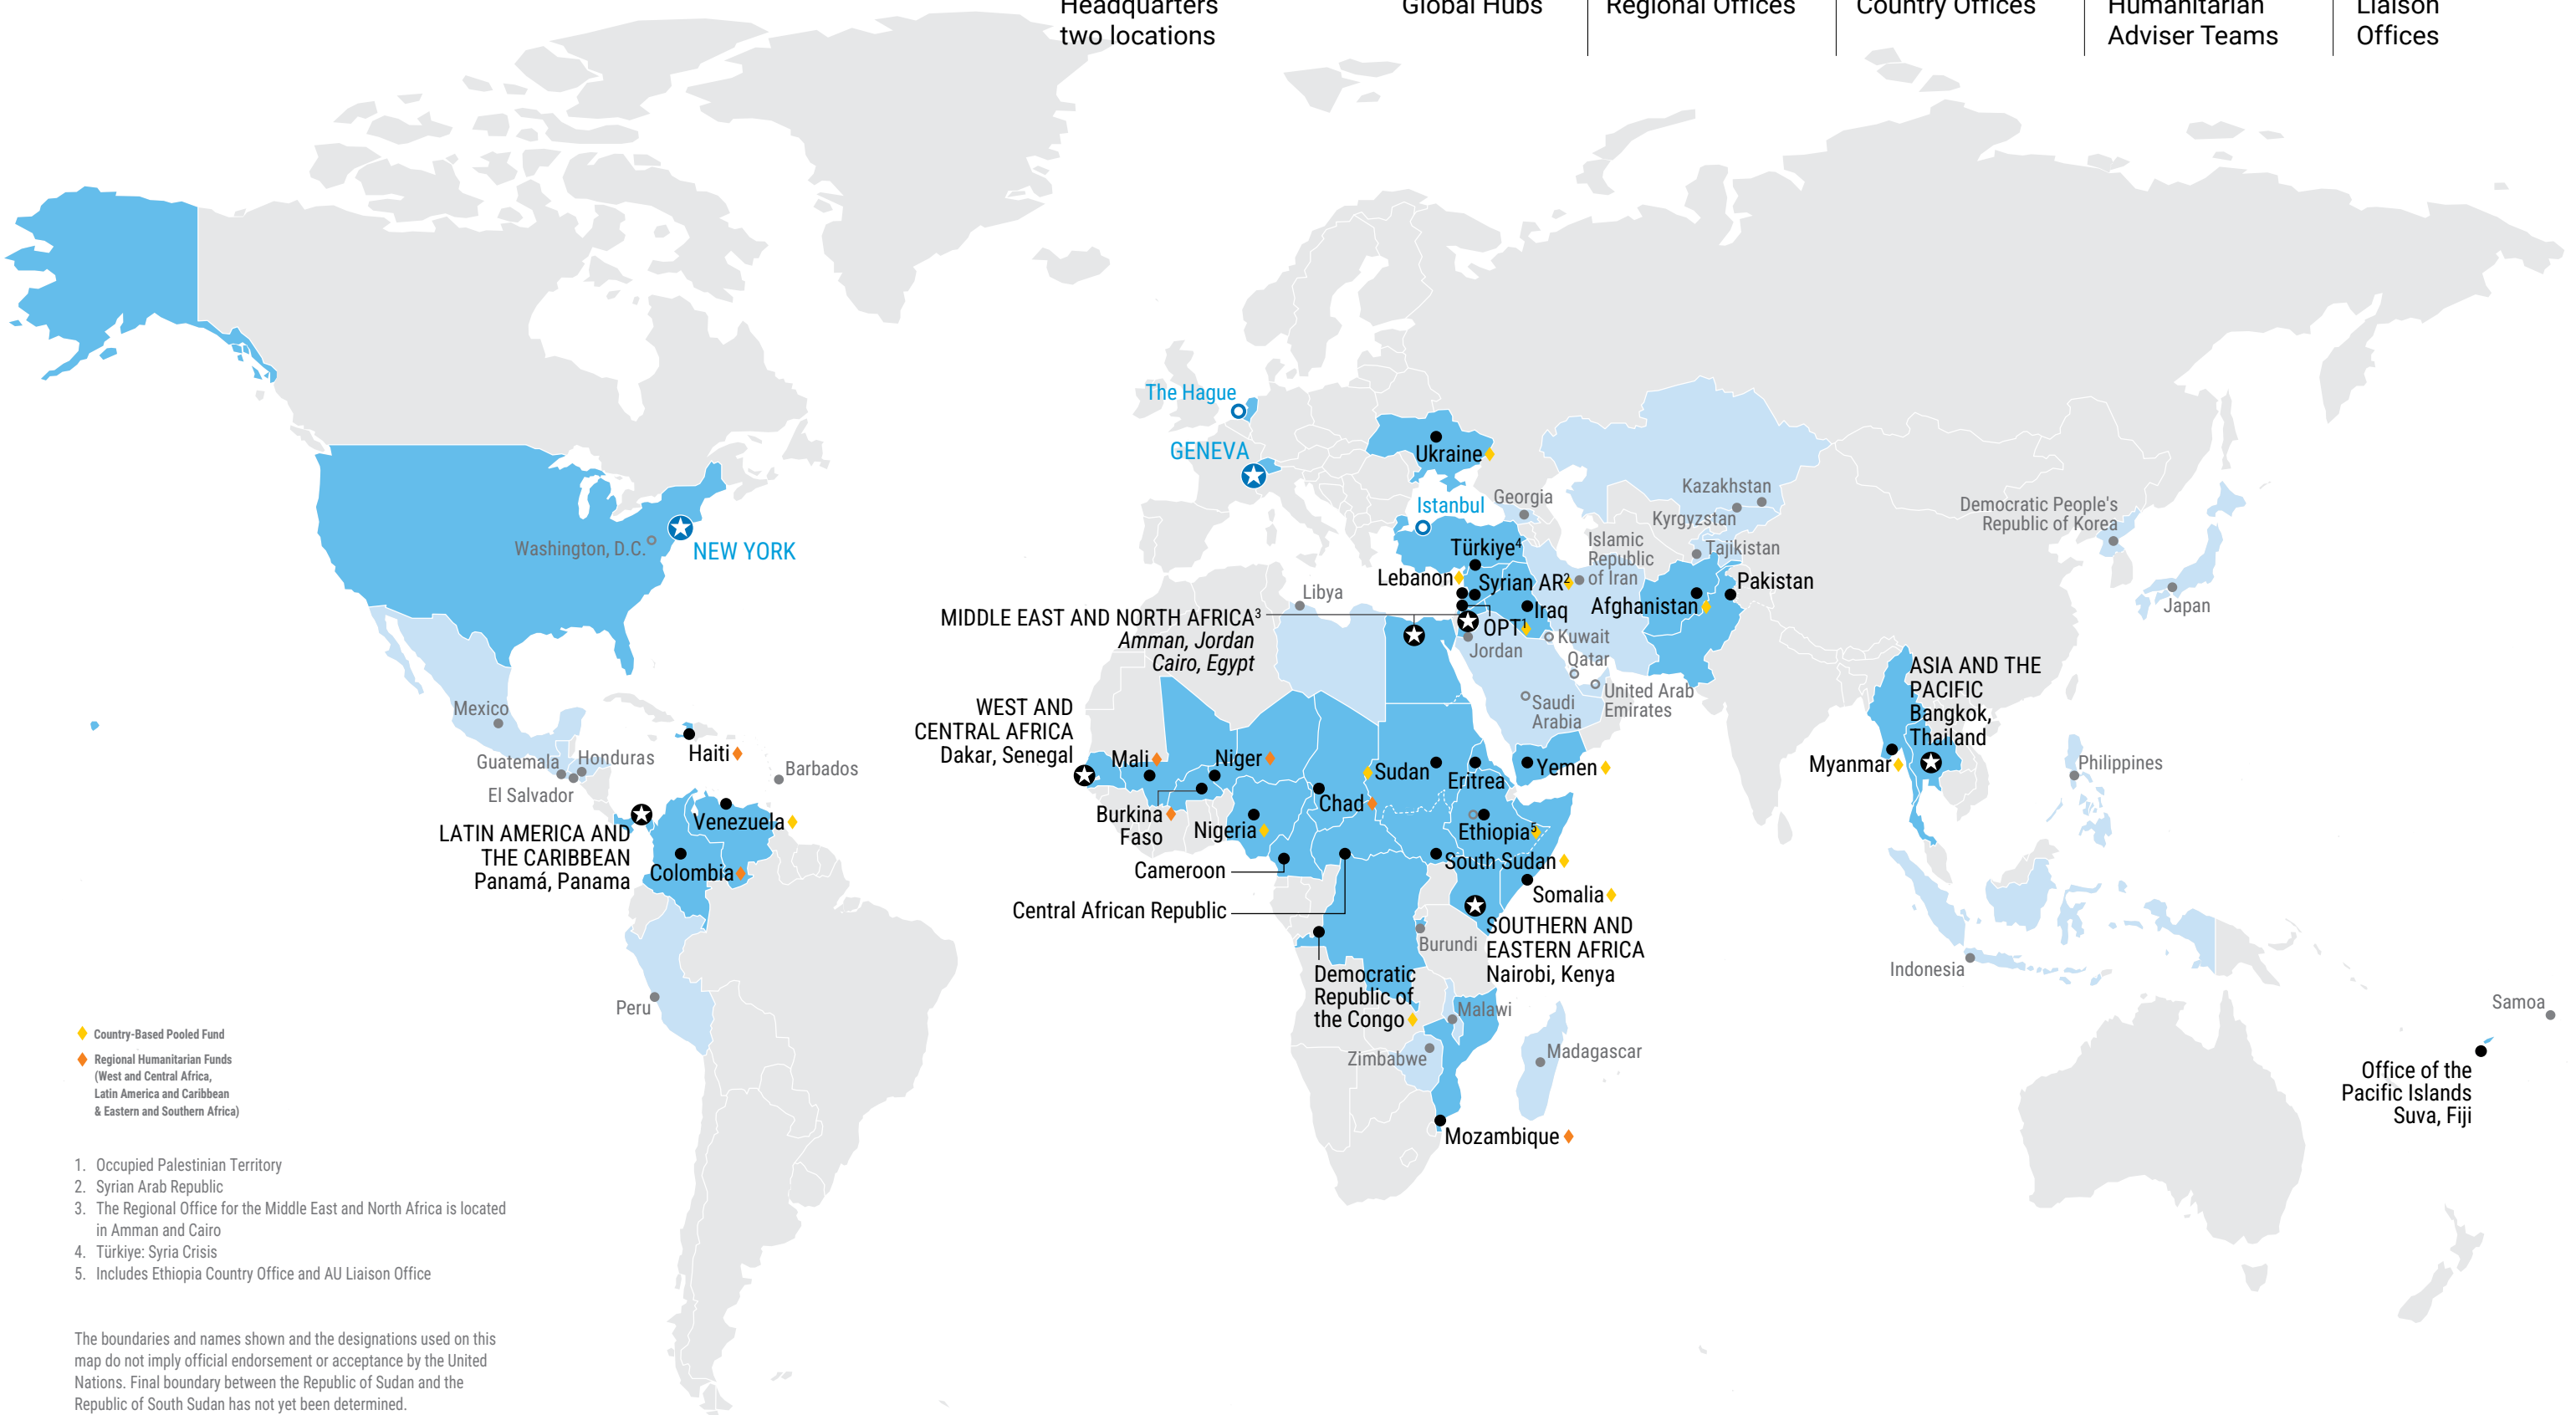 Headquarters
two locations
Global Hubs
Regional Offices
Country Offices
Humanitarian
Adviser Teams
Liaison
Offices
The Hague
GENEVA
Ukraine
Istanbul
Georgia
Kazakhstan
Kyrgyzstan
Democratic People's
Republic of Korea
Washington, D.C.
NEW YORK
Türkiye⁴
Islamic
Republic
of Iran
Tajikistan
Lebanon
Syrian AR²
Pakistan
Libya
Iraq
Afghanistan
Japan
MIDDLE EAST AND NORTH AFRICA³
Amman, Jordan
Cairo, Egypt
OPT¹
Kuwait
Jordan
Qatar
United Arab
Emirates
Saudi
Arabia
ASIA AND THE
PACIFIC
Bangkok,
Thailand
Mexico
WEST AND
CENTRAL AFRICA
Dakar, Senegal
Haiti
Guatemala
Honduras
Barbados
El Salvador
Mali
Niger
Sudan
Eritrea
Yemen
Myanmar
Philippines
Chad
Burkina
Faso
Nigeria
Ethiopia⁵
Venezuela
LATIN AMERICA AND
THE CARIBBEAN
Panamá, Panama
Colombia
Cameroon
South Sudan
Somalia
Central African Republic
SOUTHERN AND
EASTERN AFRICA
Nairobi, Kenya
Burundi
Indonesia
Democratic
Republic of
the Congo
Peru
Malawi
Samoa
Zimbabwe
Madagascar
Office of the
Pacific Islands
Suva, Fiji
Mozambique
Country-Based Pooled Fund
Regional Humanitarian Funds
(West and Central Africa,
Latin America and Caribbean
& Eastern and Southern Africa)
1. Occupied Palestinian Territory
2. Syrian Arab Republic
3. The Regional Office for the Middle East and North Africa is located
in Amman and Cairo
4. Türkiye: Syria Crisis
5. Includes Ethiopia Country Office and AU Liaison Office
The boundaries and names shown and the designations used on this
map do not imply official endorsement or acceptance by the United
Nations. Final boundary between the Republic of Sudan and the
Republic of South Sudan has not yet been determined.